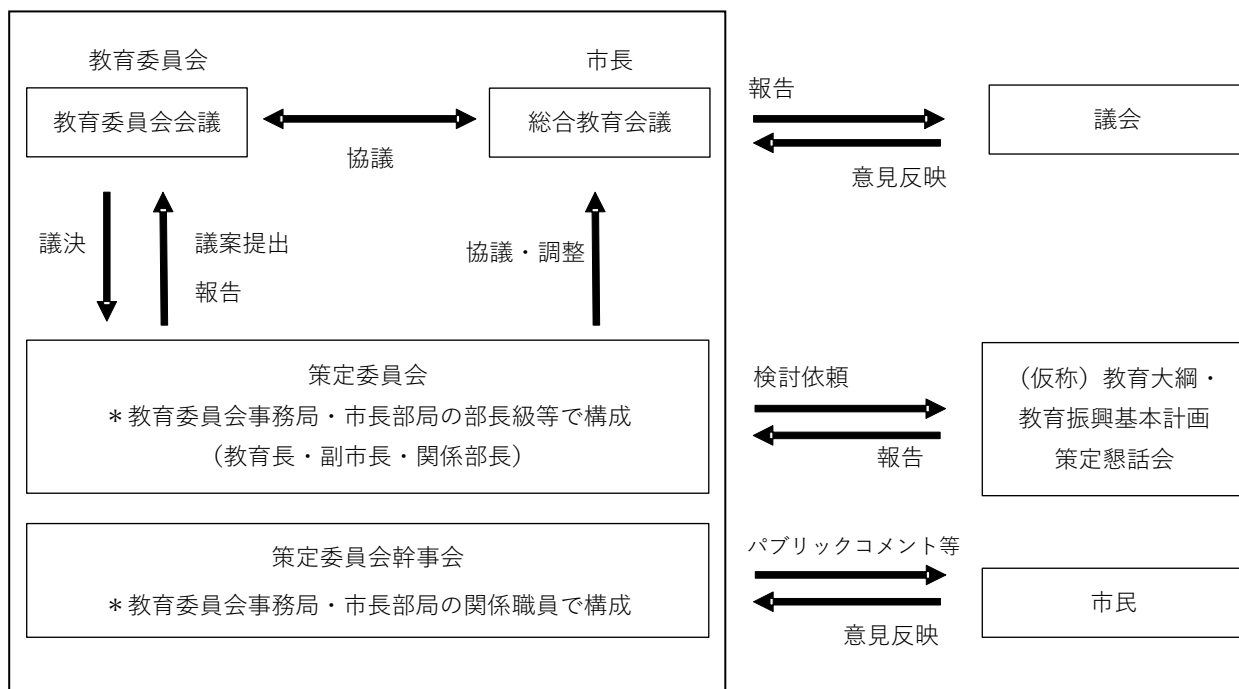 教育委員会
市長
教育委員会会議
協議
総合教育会議
報告
意見反映
議会
議決
議案提出
報告
協議・調整
策定委員会
＊教育委員会事務局・市長部局の部長級等で構成
（教育長・副市長・関係部長）
検討依頼
報告
（仮称）教育大綱・
教育振興基本計画
策定懇話会
策定委員会幹事会
＊教育委員会事務局・市長部局の関係職員で構成
パブリックコメント等
意見反映
市民